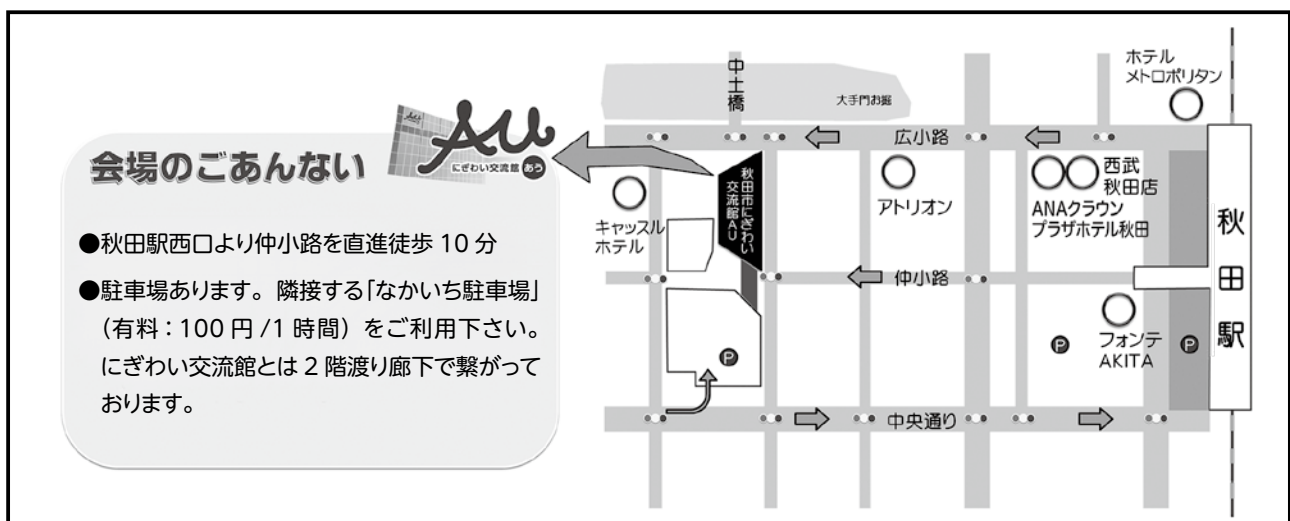 会場のごあんない
AU
にぎわい交流館 あう
●秋田駅西口より仲小路を直進徒歩 10 分
●駐車場あります。隣接する「なかいち駐車場」
(有料：100 円 /1 時間) をご利用下さい。
にぎわい交流館とは 2 階渡り廊下で繋がって
おります。
中土橋
大手門お堀
ホテル
メトロポリタン
広小路
キャッスル
ホテル
秋田市にぎわい
交流館AU
アトリオン
西武
秋田店
ANAクラウン
プラザホテル秋田
秋田駅
仲小路
フォンテ
AKITA
P
P
P
中央通り